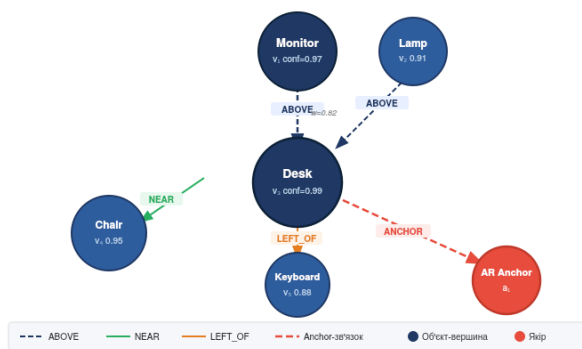 Monitor
v₂ conf=0.97
Lamp
v₅ 0.91
ABOVE
w=0.82
ABOVE
Desk
v₁ conf=0.99
NEAR
Chair
v₄ 0.95
LEFT_OF
ANCHOR
Keyboard
v₃ 0.88
AR Anchor
a₁
ABOVE NEAR LEFT_OF Anchor-зв'язок Об'єкт-вершина Якір